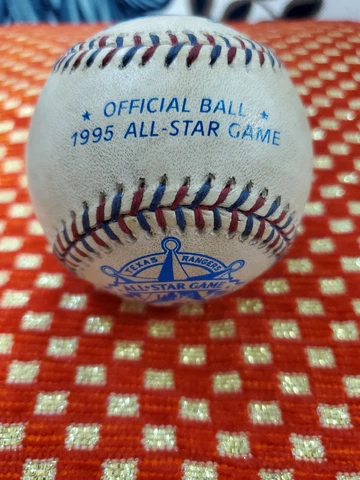 ★ OFFICIAL BALL ★
1995 ALL-STAR GAME
TEXAS RANGERS
ALL★STAR GAME